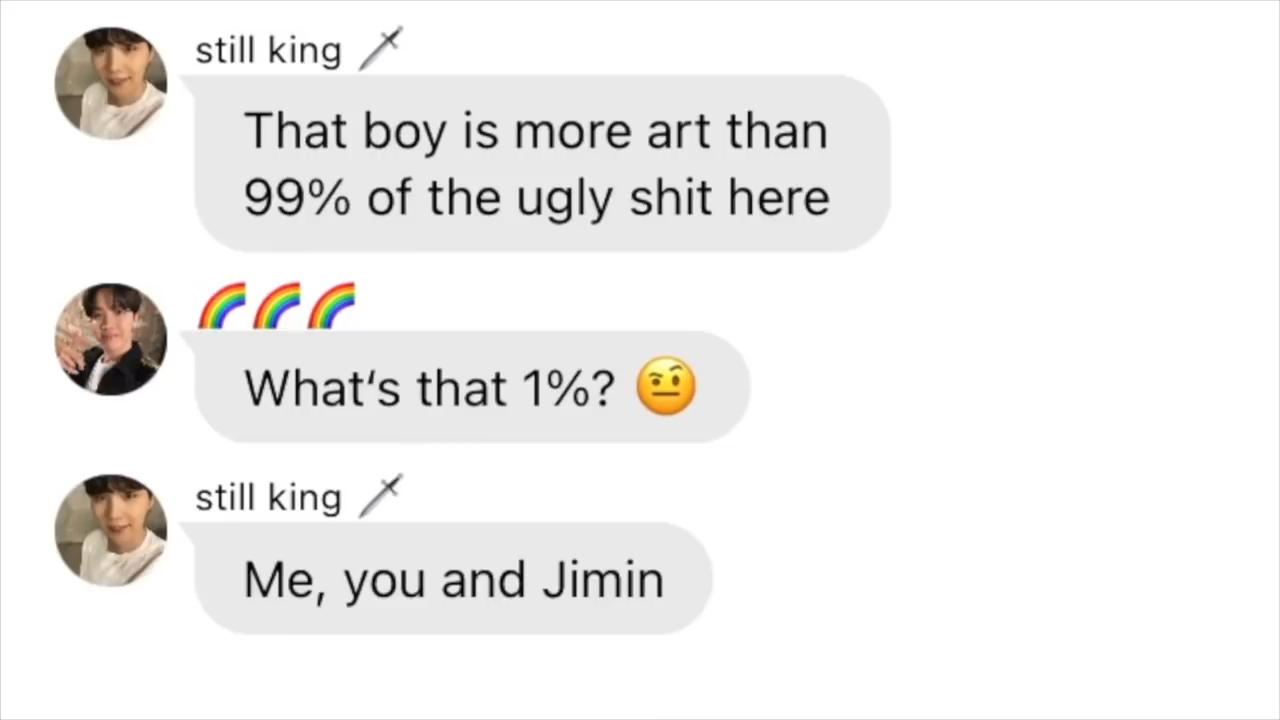 still king 🗡
That boy is more art than
99% of the ugly shit here
🌈🌈🌈
What‘s that 1%? 🤨
still king 🗡
Me, you and Jimin